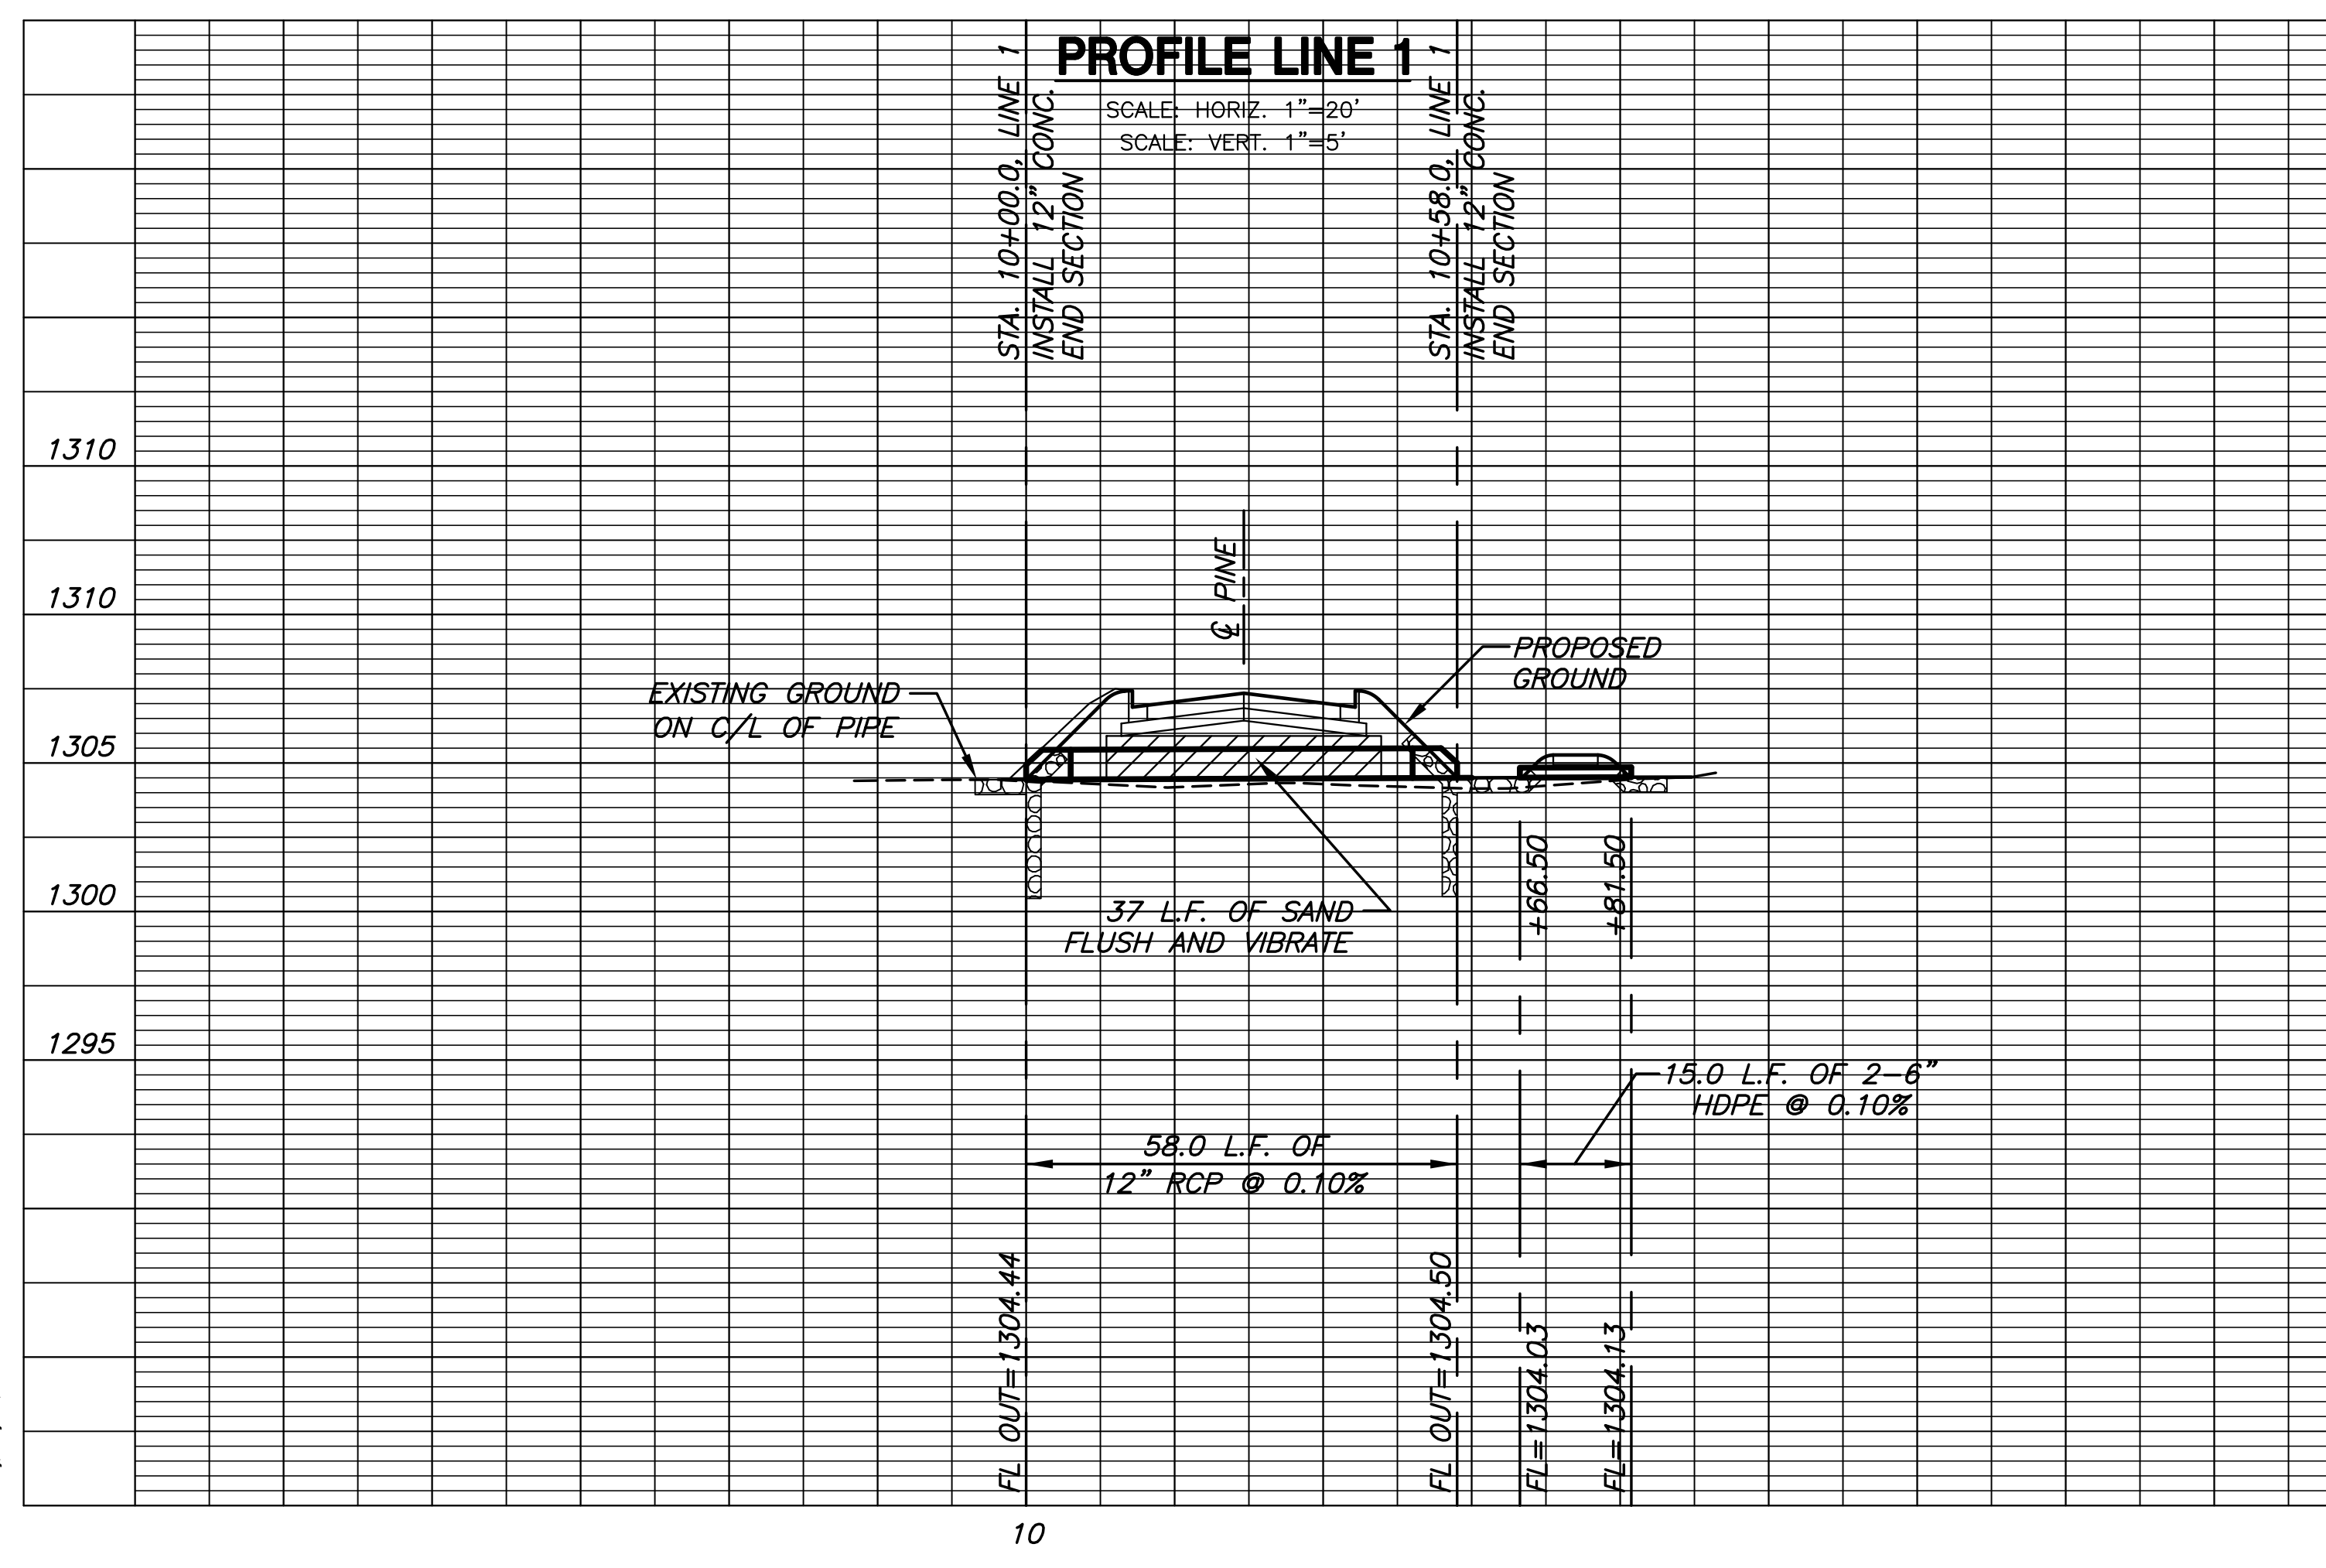 PROFILE LINE 1
SCALE: HORIZ. 1"=20'
SCALE: VERT. 1"=5'
STA. 10+00.0, LINE 1
INSTALL 12" CONC.
END SECTION
STA. 10+58.0, LINE 1
INSTALL 12" CONC.
END SECTION
1310
1310
1305
1300
1295
℄ PINE
PROPOSED
GROUND
EXISTING GROUND
ON C/L OF PIPE
37 L.F. OF SAND
FLUSH AND VIBRATE
+66.50
+81.50
15.0 L.F. OF 2-6"
HDPE @ 0.10%
58.0 L.F. OF
12" RCP @ 0.10%
FL OUT=1304.44
FL OUT=1304.50
FL=1304.03
FL=1304.13
10